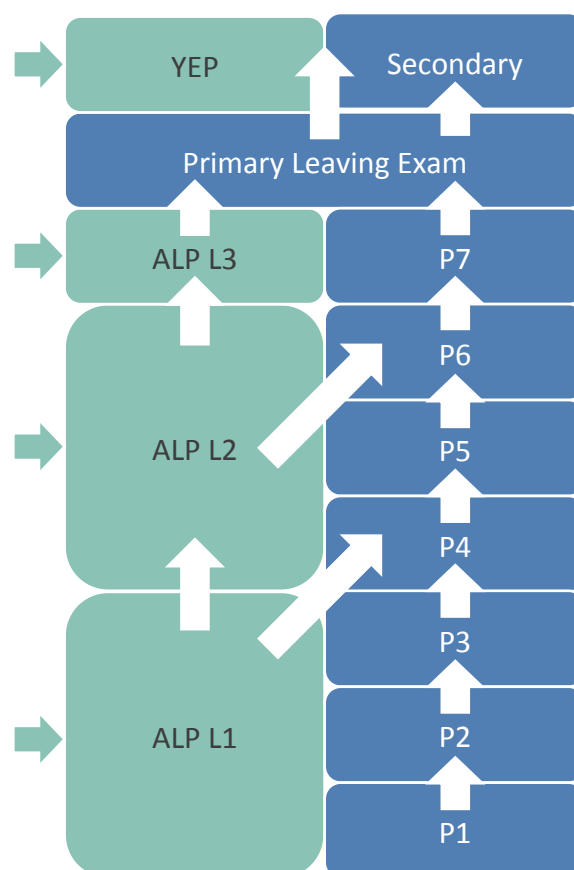 YEP
Secondary
Primary Leaving Exam
ALP L3
P7
P6
ALP L2
P5
P4
P3
ALP L1
P2
P1